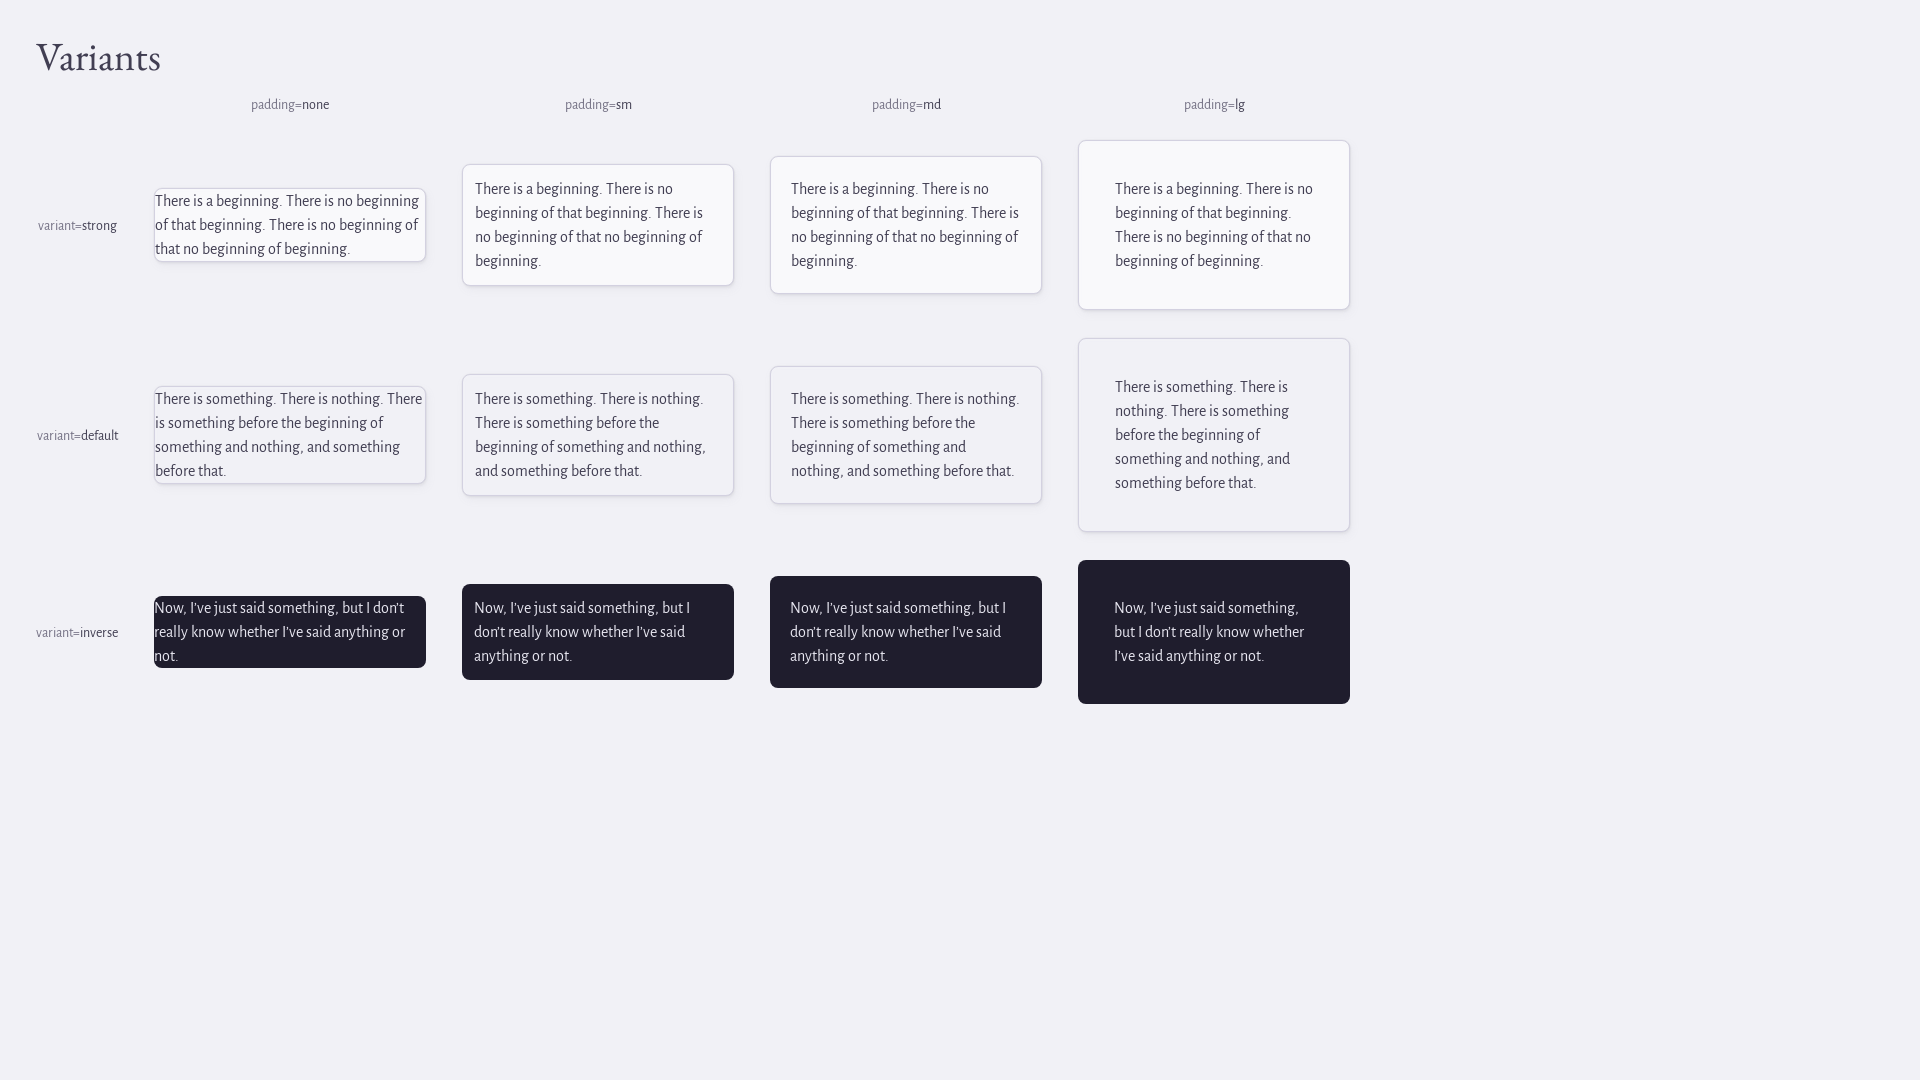 Variants
padding=none
padding=sm
padding=md
padding=lg
variant=strong
There is a beginning. There is no beginning
of that beginning. There is no beginning of
that no beginning of beginning.
There is a beginning. There is no
beginning of that beginning. There is
no beginning of that no beginning of
beginning.
There is a beginning. There is no
beginning of that beginning. There is
no beginning of that no beginning of
beginning.
There is a beginning. There is no
beginning of that beginning.
There is no beginning of that no
beginning of beginning.
variant=default
There is something. There is nothing. There
is something before the beginning of
something and nothing, and something
before that.
There is something. There is nothing.
There is something before the
beginning of something and nothing,
and something before that.
There is something. There is nothing.
There is something before the
beginning of something and
nothing, and something before that.
There is something. There is
nothing. There is something
before the beginning of
something and nothing, and
something before that.
variant=inverse
Now, I've just said something, but I don't
really know whether I've said anything or
not.
Now, I've just said something, but I
don't really know whether I've said
anything or not.
Now, I've just said something, but I
don't really know whether I've said
anything or not.
Now, I've just said something,
but I don't really know whether
I've said anything or not.